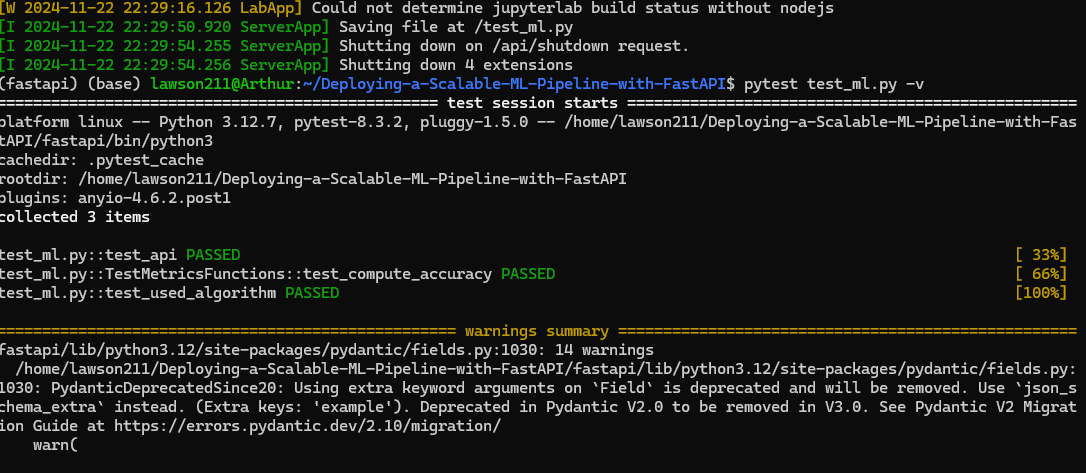 [W 2024-11-22 22:29:16.126 LabApp] Could not determine jupyterlab build status without nodejs
[I 2024-11-22 22:29:50.920 ServerApp] Saving file at /test_ml.py
[I 2024-11-22 22:29:54.255 ServerApp] Shutting down on /api/shutdown request.
[I 2024-11-22 22:29:54.256 ServerApp] Shutting down 4 extensions
(fastapi) (base) lawson211@Arthur:~/Deploying-a-Scalable-ML-Pipeline-with-FastAPI$ pytest test_ml.py -v
================================================= test session starts ==================================================
platform linux -- Python 3.12.7, pytest-8.3.2, pluggy-1.5.0 -- /home/lawson211/Deploying-a-Scalable-ML-Pipeline-with-Fas
tAPI/fastapi/bin/python3
cachedir: .pytest_cache
rootdir: /home/lawson211/Deploying-a-Scalable-ML-Pipeline-with-FastAPI
plugins: anyio-4.6.2.post1
collected 3 items
test_ml.py::test_api PASSED [ 33%]
test_ml.py::TestMetricsFunctions::test_compute_accuracy PASSED [ 66%]
test_ml.py::test_used_algorithm PASSED [100%]
=================================================== warnings summary ===================================================
fastapi/lib/python3.12/site-packages/pydantic/fields.py:1030: 14 warnings
/home/lawson211/Deploying-a-Scalable-ML-Pipeline-with-FastAPI/fastapi/lib/python3.12/site-packages/pydantic/fields.py:
1030: PydanticDeprecatedSince20: Using extra keyword arguments on `Field` is deprecated and will be removed. Use `json_s
chema_extra` instead. (Extra keys: 'example'). Deprecated in Pydantic V2.0 to be removed in V3.0. See Pydantic V2 Migrat
ion Guide at https://errors.pydantic.dev/2.10/migration/
warn(